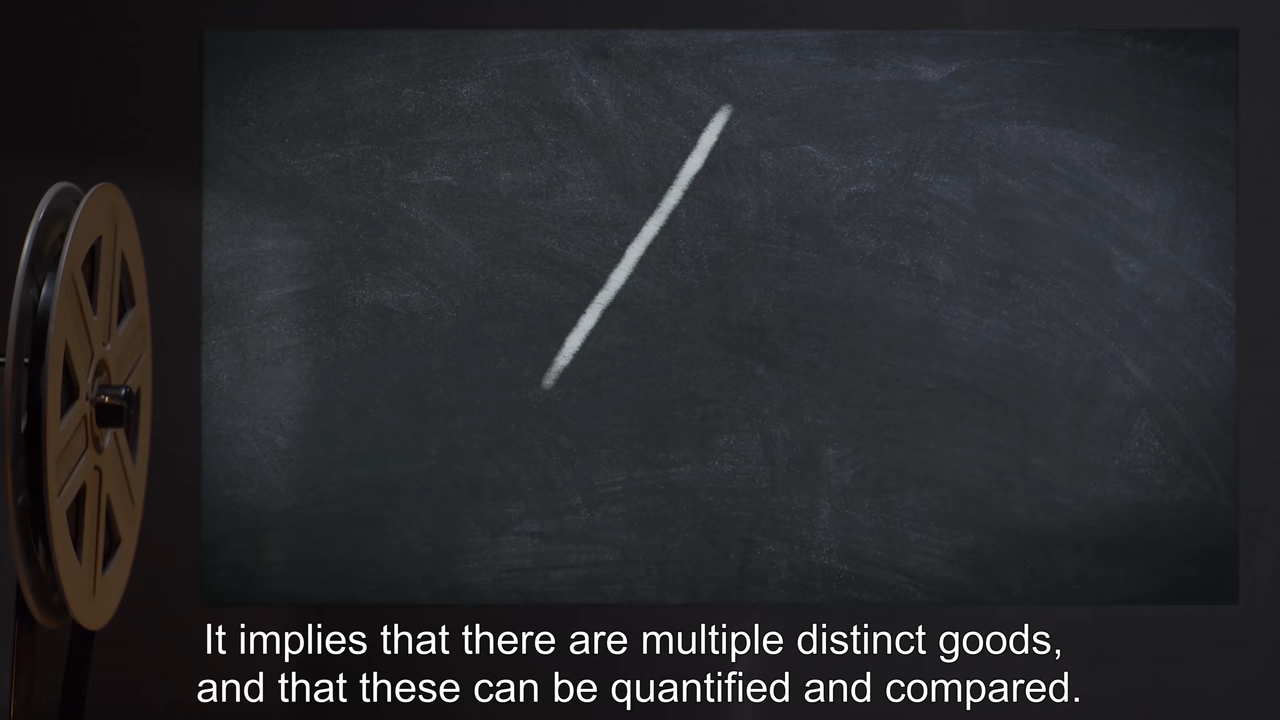 It implies that there are multiple distinct goods,
and that these can be quantified and compared.